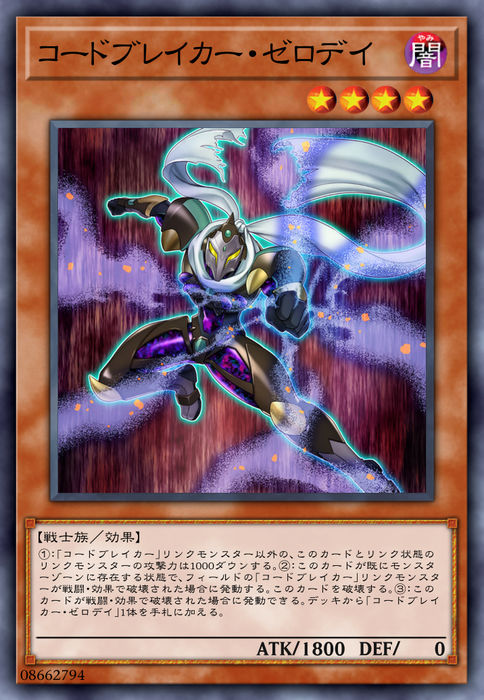 コードブレイカー・ゼロデイ
やみ
闇
【戦士族/効果】
①:「コードブレイカー」リンクモンスター以外の、このカードとリンク状態の
リンクモンスターの攻撃力は1000ダウンする。②:このカードが既にモンス
ターゾーンに存在する状態で、フィールドの「コードブレイカー」リンクモンスタ
ーが戦闘・効果で破壊された場合に発動する。このカードを破壊する。③:こ
のカードが戦闘・効果で破壊された場合に発動できる。デッキから「コードブレイ
カー・ゼロデイ」1体を手札に加える。
ATK/1800 DEF/ 0
08662794